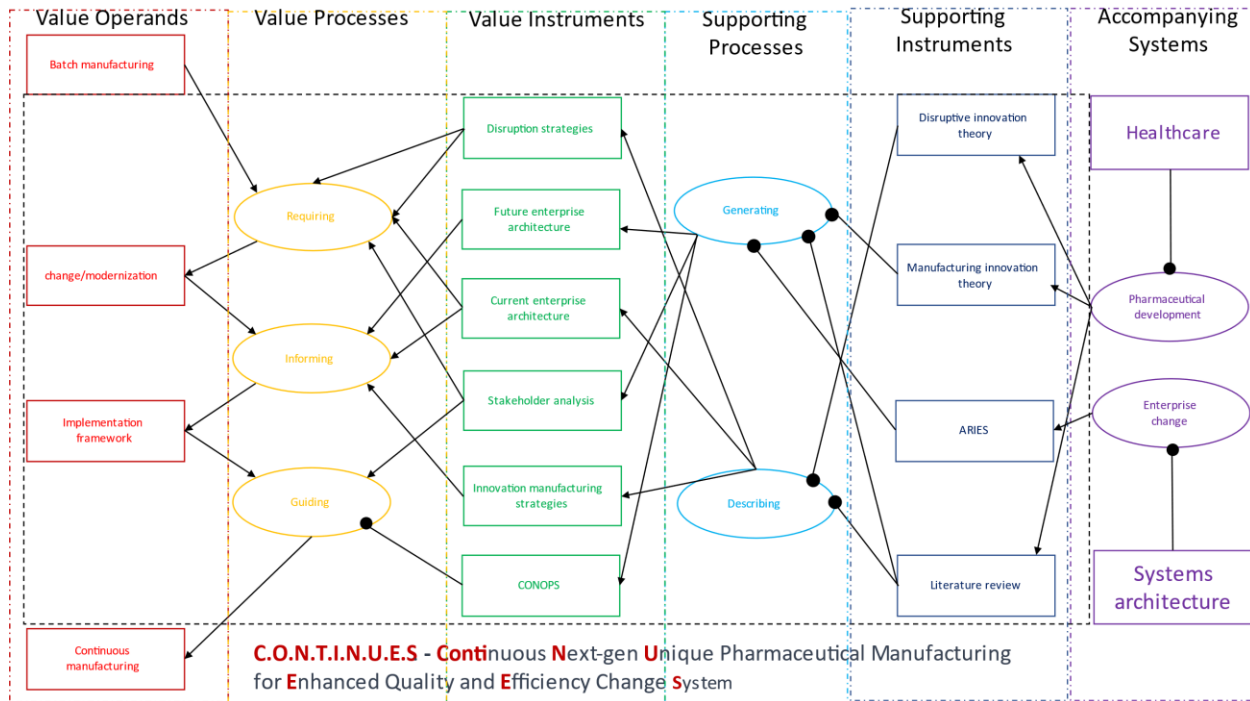 Value Operands
Value Processes
Value Instruments
Supporting
Processes
Supporting
Instruments
Accompanying
Systems
Batch manufacturing
change/modernization
Implementation
framework
Continuous
manufacturing
Requiring
Informing
Guiding
Disruption strategies
Future enterprise
architecture
Current enterprise
architecture
Stakeholder analysis
Innovation manufacturing
strategies
CONOPS
Generating
Describing
Disruptive innovation
theory
Manufacturing innovation
theory
ARIES
Literature review
Healthcare
Pharmaceutical
development
Enterprise
change
Systems
architecture
C.O.N.T.I.N.U.E.S - Continuous Next-gen Unique Pharmaceutical Manufacturing
for Enhanced Quality and Efficiency Change System